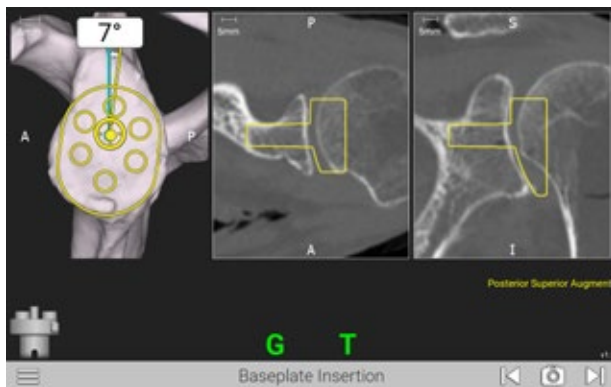 7°
5mm
P
5mm
S
A
P
A
I
Posterior Superior Augment
G T
Baseplate Insertion